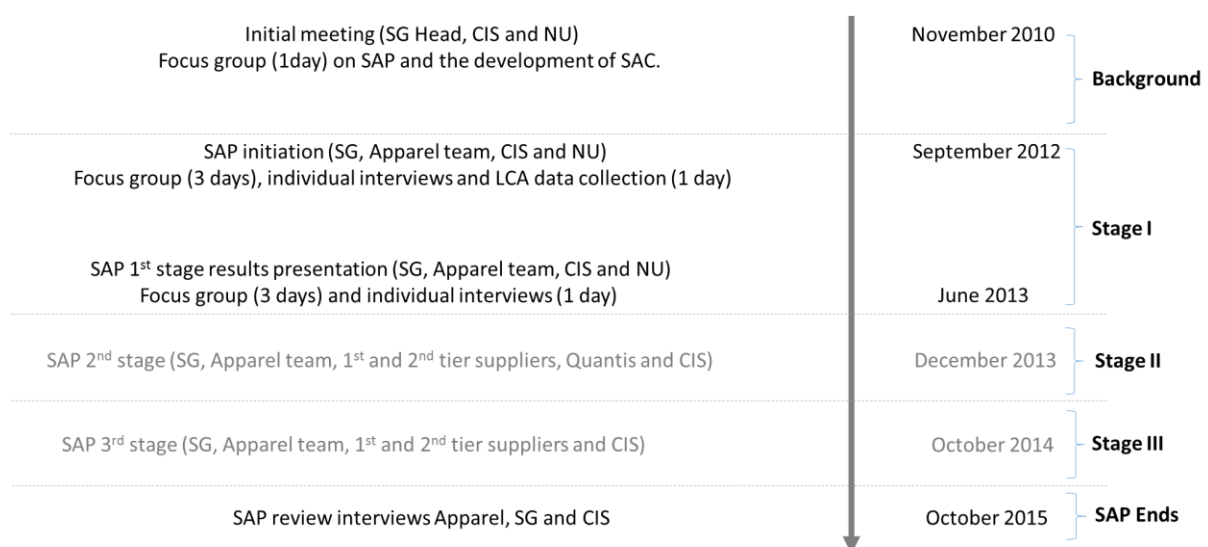 Initial meeting (SG Head, CIS and NU) November 2010
Focus group (1day) on SAP and the development of SAC.
Background
SAP initiation (SG, Apparel team, CIS and NU) September 2012
Focus group (3 days), individual interviews and LCA data collection (1 day)
Stage I
SAP 1st stage results presentation (SG, Apparel team, CIS and NU)
Focus group (3 days) and individual interviews (1 day) June 2013
SAP 2nd stage (SG, Apparel team, 1st and 2nd tier suppliers, Quantis and CIS) December 2013 Stage II
SAP 3rd stage (SG, Apparel team, 1st and 2nd tier suppliers and CIS) October 2014 Stage III
SAP review interviews Apparel, SG and CIS October 2015 SAP Ends